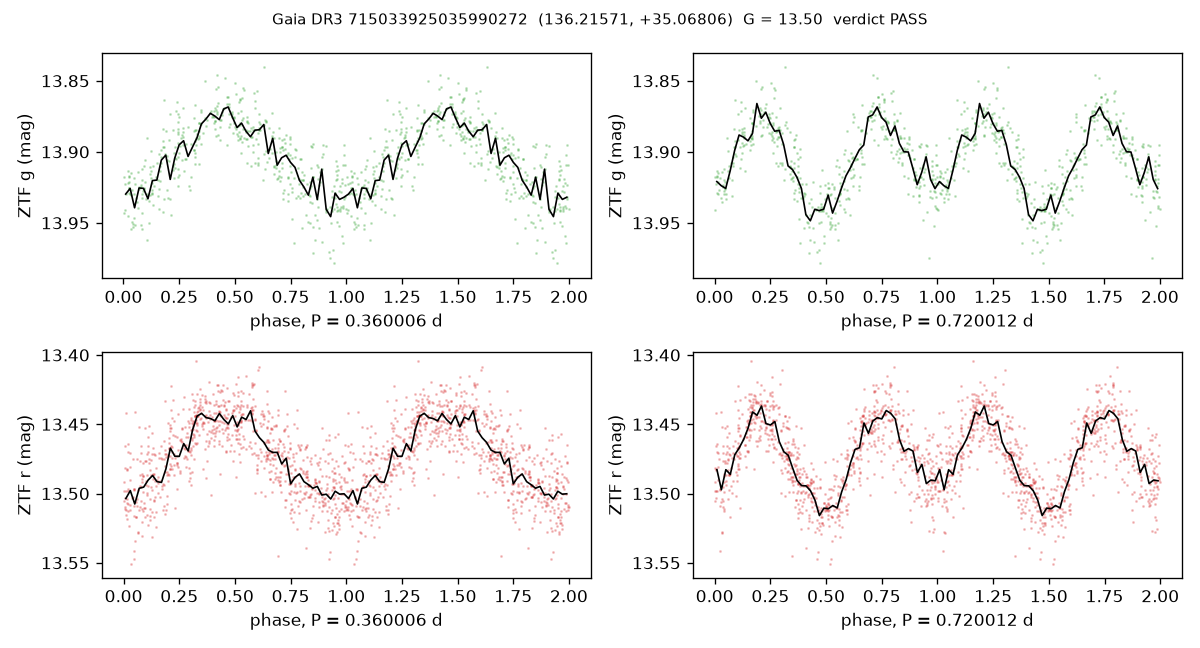 Gaia DR3 715033925035990272 (136.21571, +35.06806) G = 13.50 verdict PASS
ZTF g (mag)
13.85
13.90
13.95
0.00 0.25 0.50 0.75 1.00 1.25 1.50 1.75 2.00
phase, P = 0.360006 d
ZTF g (mag)
13.85
13.90
13.95
0.00 0.25 0.50 0.75 1.00 1.25 1.50 1.75 2.00
phase, P = 0.720012 d
ZTF r (mag)
13.40
13.45
13.50
13.55
0.00 0.25 0.50 0.75 1.00 1.25 1.50 1.75 2.00
phase, P = 0.360006 d
ZTF r (mag)
13.40
13.45
13.50
13.55
0.00 0.25 0.50 0.75 1.00 1.25 1.50 1.75 2.00
phase, P = 0.720012 d